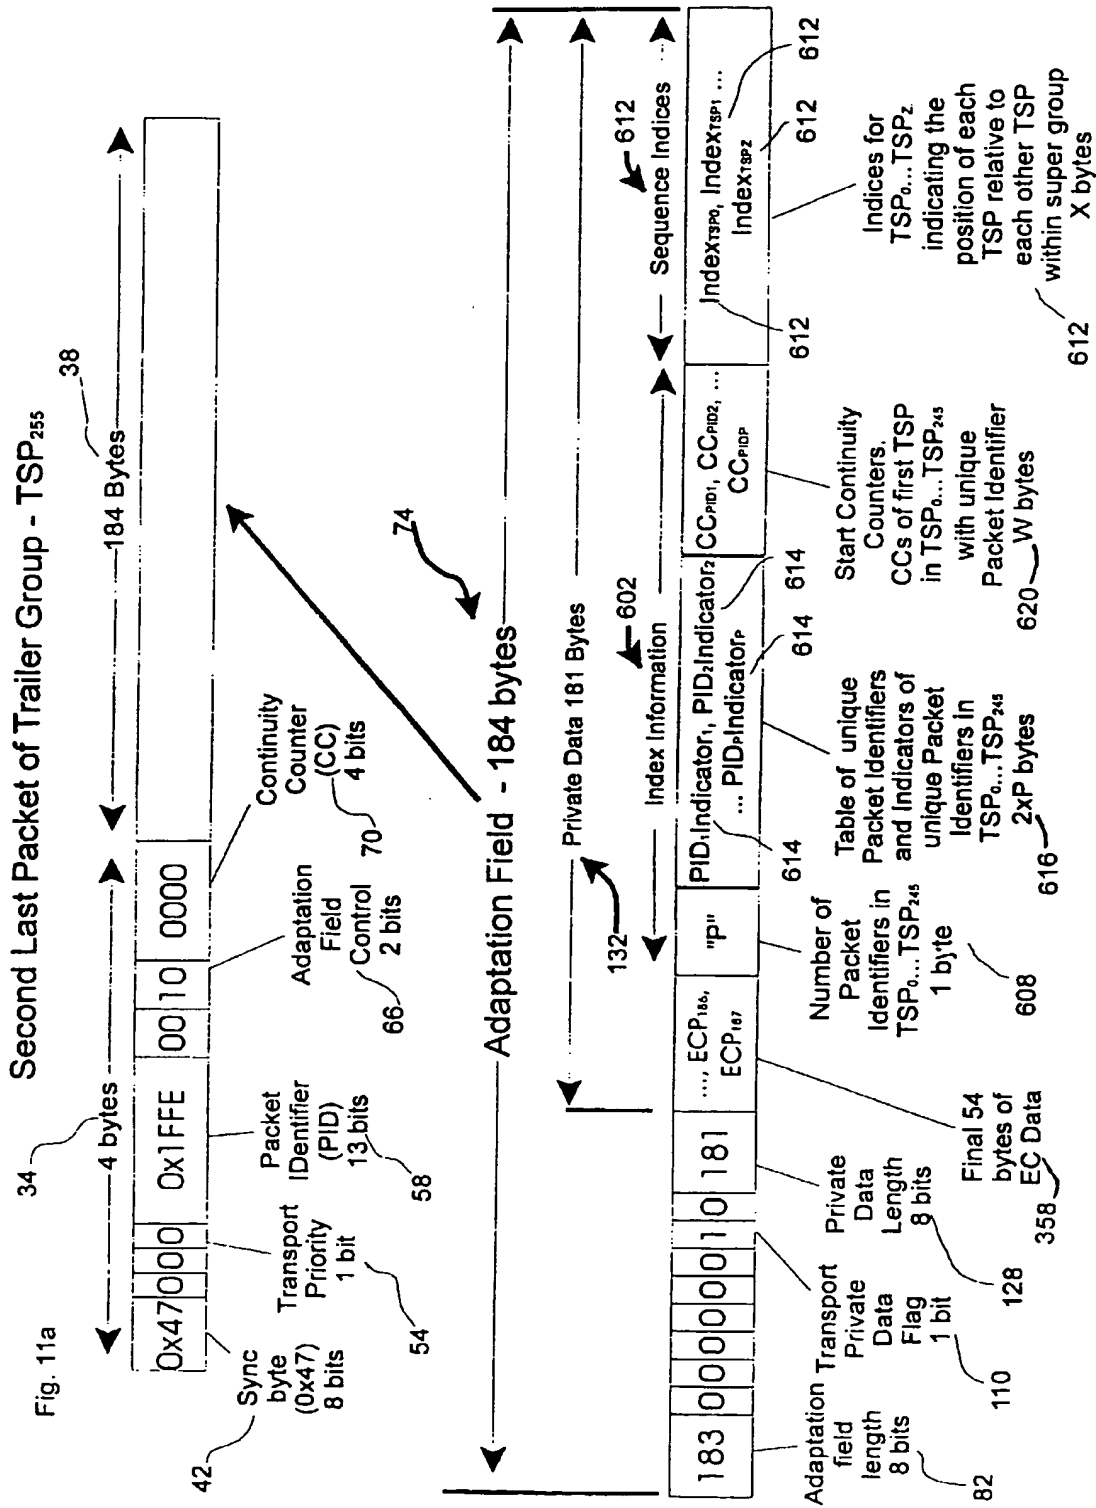 Fig. 11a
Second Last Packet of Trailer Group - TSP255
34
4 bytes
38
184 Bytes
0x47
0
0
0
0x1FFE
00
10
0000
42
Sync
byte
(0x47)
8 bits
Transport
Priority
1 bit
54
Packet
IDentifier
(PID)
13 bits
58
Adaptation
Field
Control
2 bits
66
Continuity
Counter
(CC)
4 bits
70
Adaptation Field - 184 bytes
74
Private Data 181 Bytes
132
Index Information
602
Sequence Indices
612
183
0
0
0
0
0
0
1
0
181
..., ECP186,
ECP187
"P"
PID1Indicator1, PID2Indicator2
... PIDPIndicatorP
CCPID1, CCPID2, ...
CCPIDP
IndexTSP0, IndexTSP1 ...
IndexTSPZ
612
612
612
614
614
614
Adaptation
field
length
8 bits
82
Transport
Private
Data
Flag
1 bit
110
Private
Data
Length
8 bits
128
Final 54
bytes of
EC Data
358
Number of
Packet
Identifiers in
TSP0...TSP245
1 byte
608
Table of unique
Packet Identifiers
and Indicators of
unique Packet
Identifiers in
TSP0...TSP245
2xP bytes
616
Start Continuity
Counters.
CCs of first TSP
in TSP0...TSP245
with unique
Packet Identifier
W bytes
620
Indices for
TSP0...TSPZ
indicating the
position of each
TSP relative to
each other TSP
within super group
X bytes
612